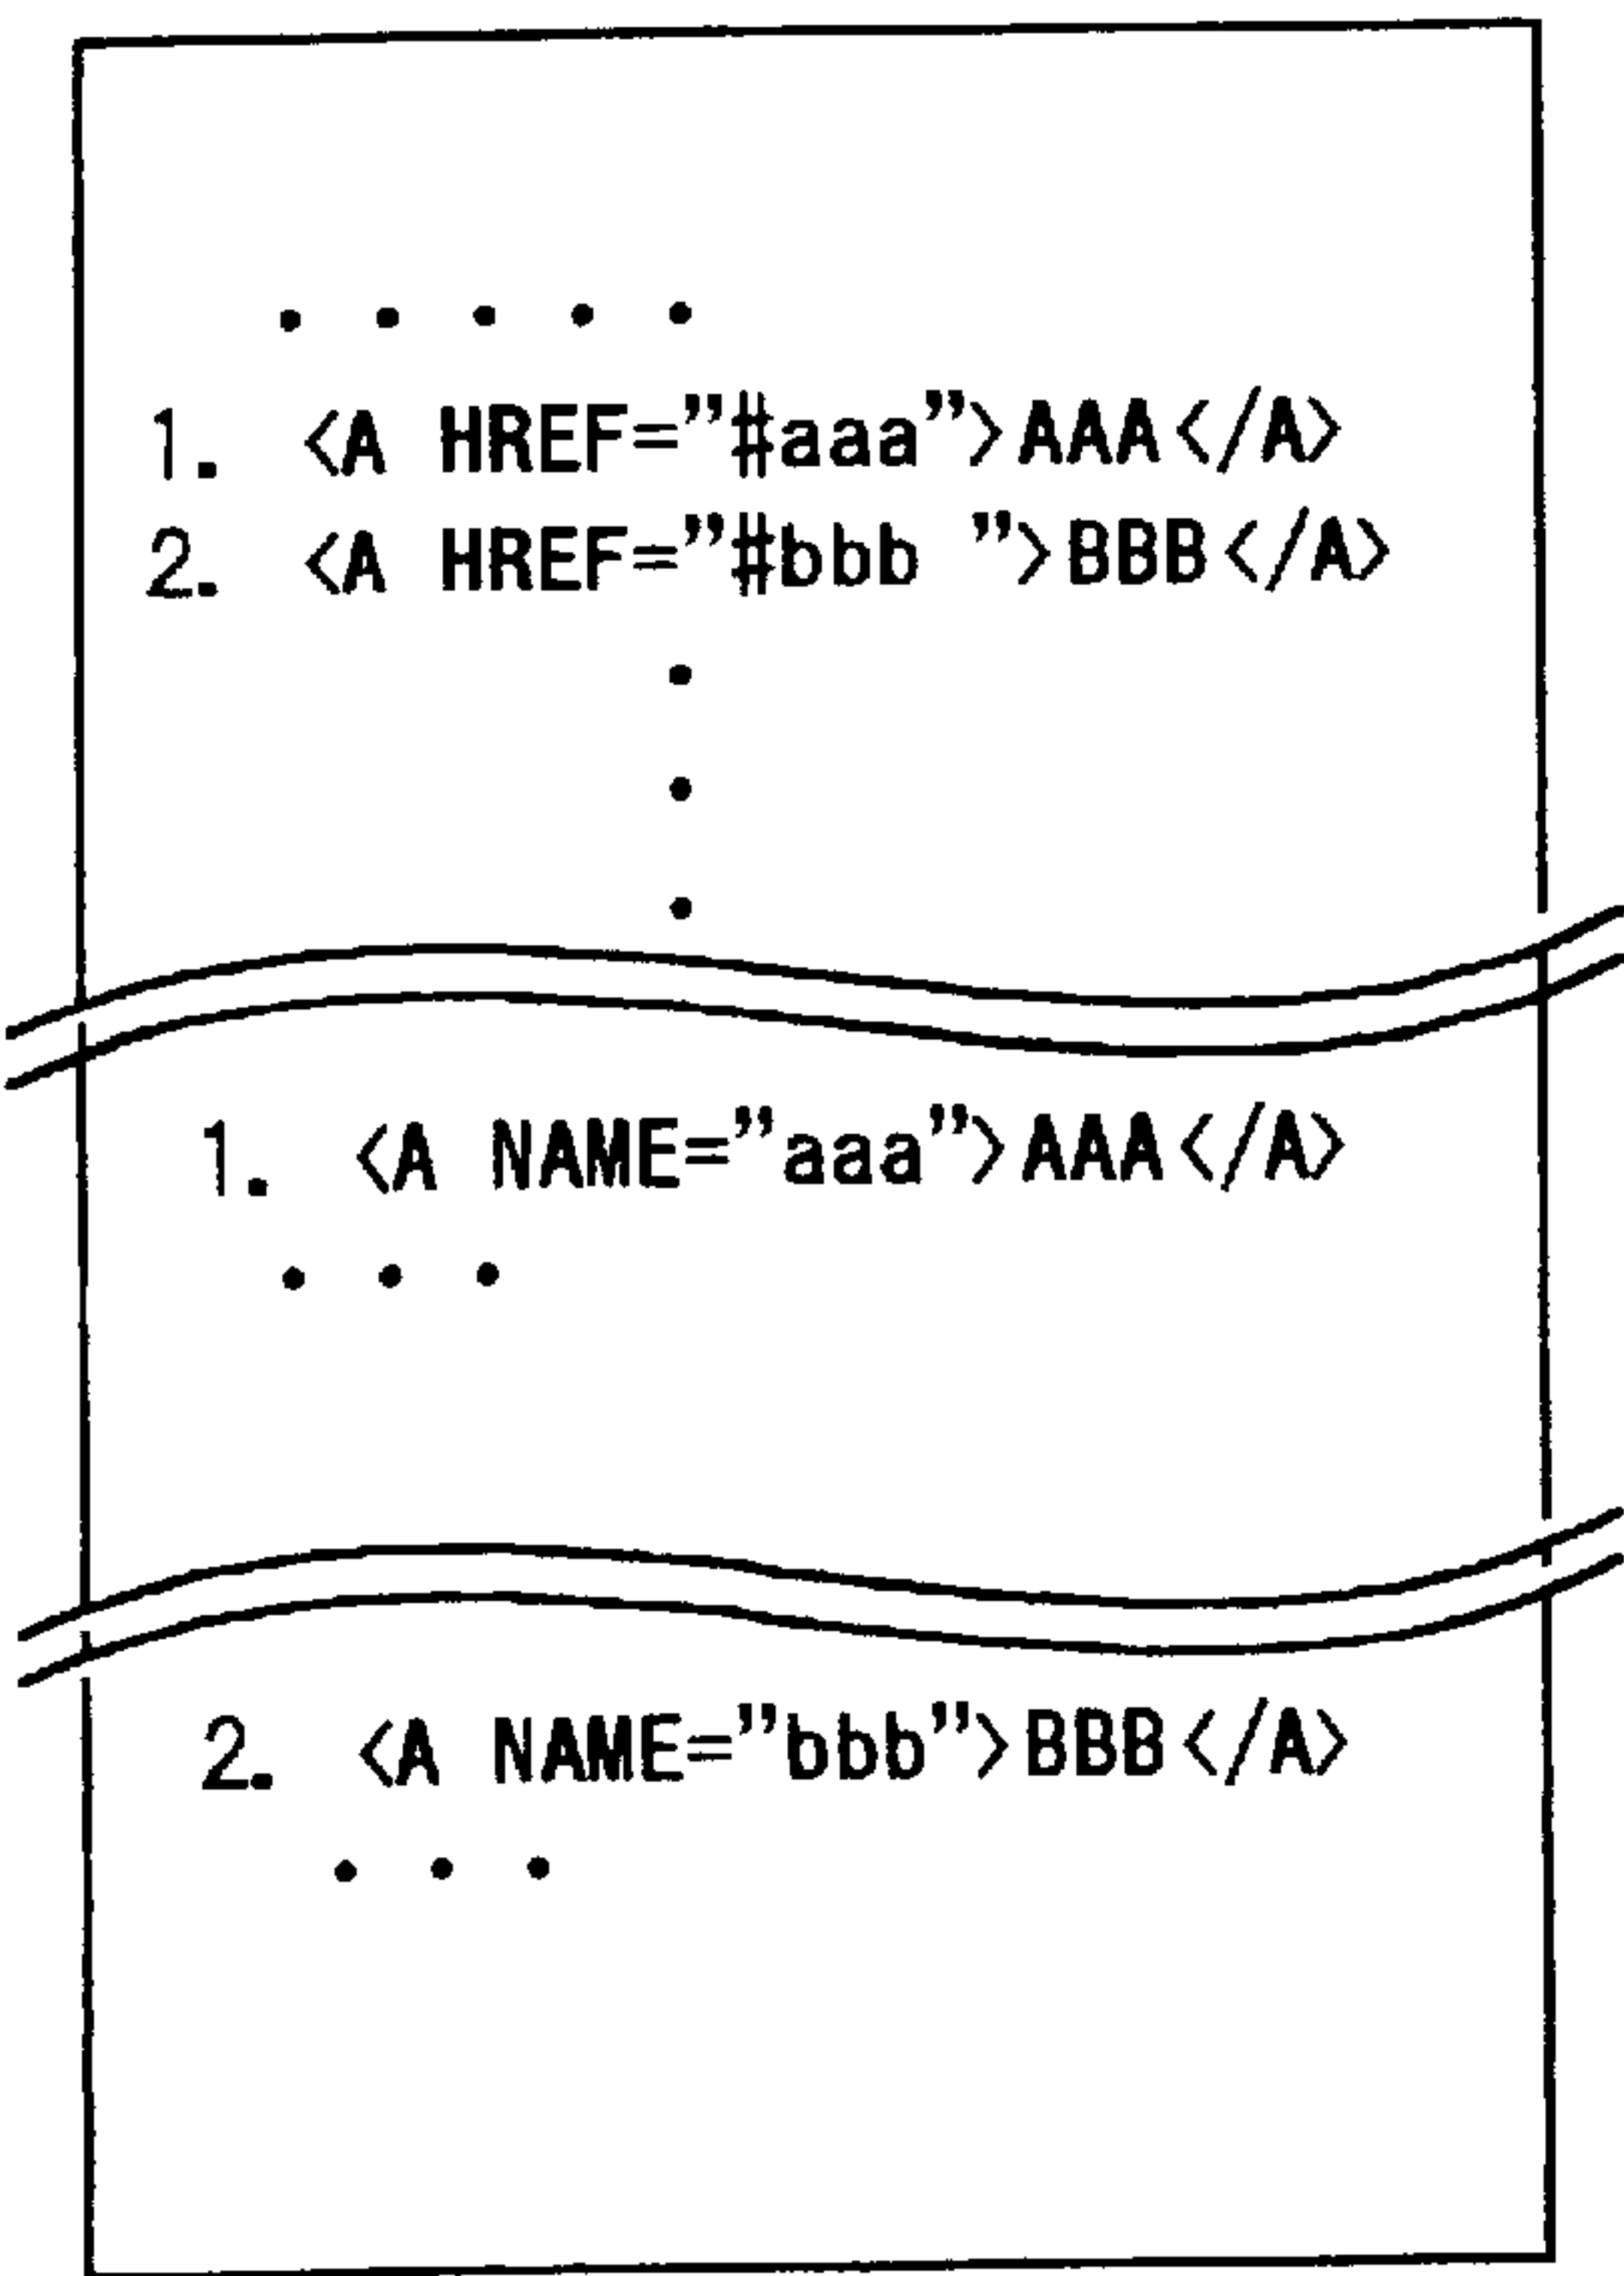 . . . . .
1. <A HREF="#aaa">AAA</A>
2. <A HREF="#bbb ">BBB</A>
.
.
.
1. <A NAME="aaa">AAA</A>
. . .
2. <A NAME="bbb">BBB</A>
. . .